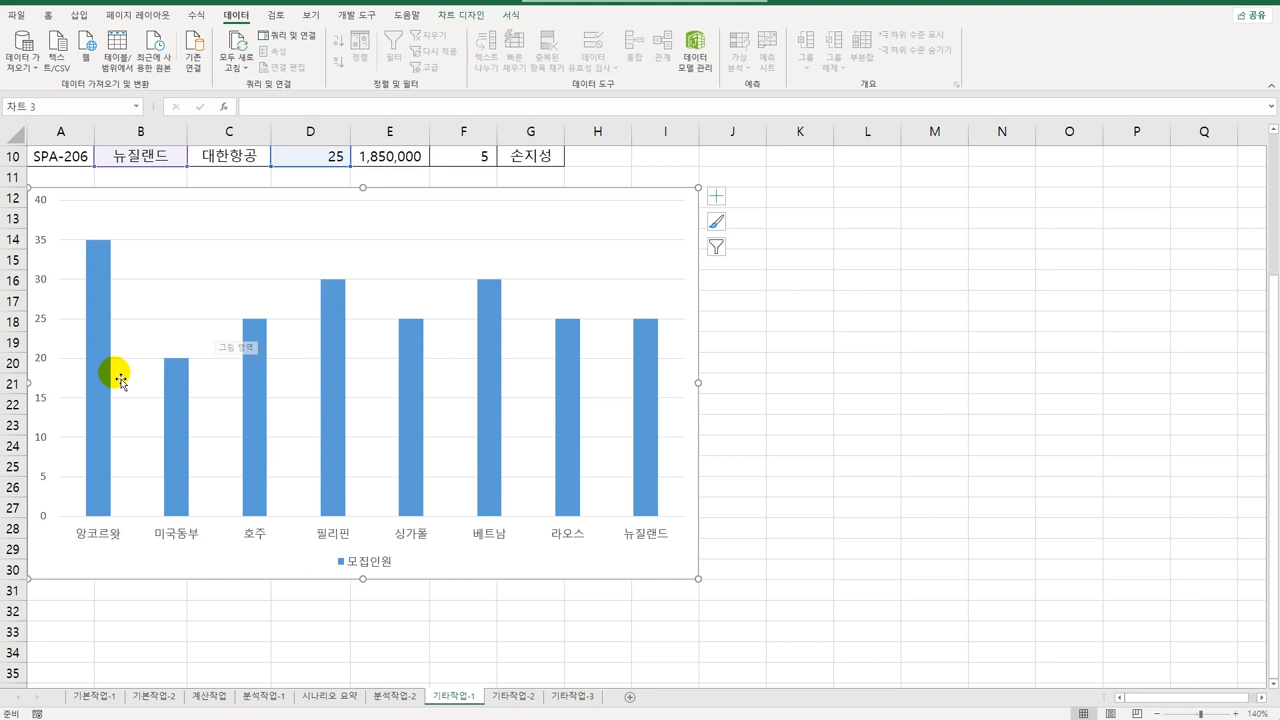 파일 홈 삽입 페이지 레이아웃 수식 데이터 검토 보기 개발 도구 도움말 차트 디자인 서식 공유
데이터 가져오기 텍스트/CSV 웹 테이블/범위에서 최근에 사용한 원본 기존 연결
모두 새로 고침 쿼리 및 연결 속성 연결 편집
정렬 필터 지우기 다시 적용 고급
텍스트 나누기 빠른 채우기 중복된 항목 제거 데이터 유효성 검사 통합 관계 데이터 모델 관리
가상 분석 예측 시트 그룹 그룹 해제 부분합 하위 수준 표시 하위 수준 숨기기
데이터 가져오기 및 변환 쿼리 및 연결 정렬 및 필터 데이터 도구 예측 개요
차트 3 fx
A B C D E F G H I J K L M N O P Q
10 SPA-206 뉴질랜드 대한항공 25 1,850,000 5 손지성
11
12
13
14
15
16
17
18
19
20
21
22
23
24
25
26
27
28
29
30
31
32
33
34
35
40
35
30
25
20
15
10
5
0
그림 영역
앙코르왓 미국동부 호주 필리핀 싱가폴 베트남 라오스 뉴질랜드
모집인원
기본작업-1 기본작업-2 계산작업 분석작업-1 시나리오 요약 분석작업-2 기타작업-1 기타작업-2 기타작업-3
준비 140%